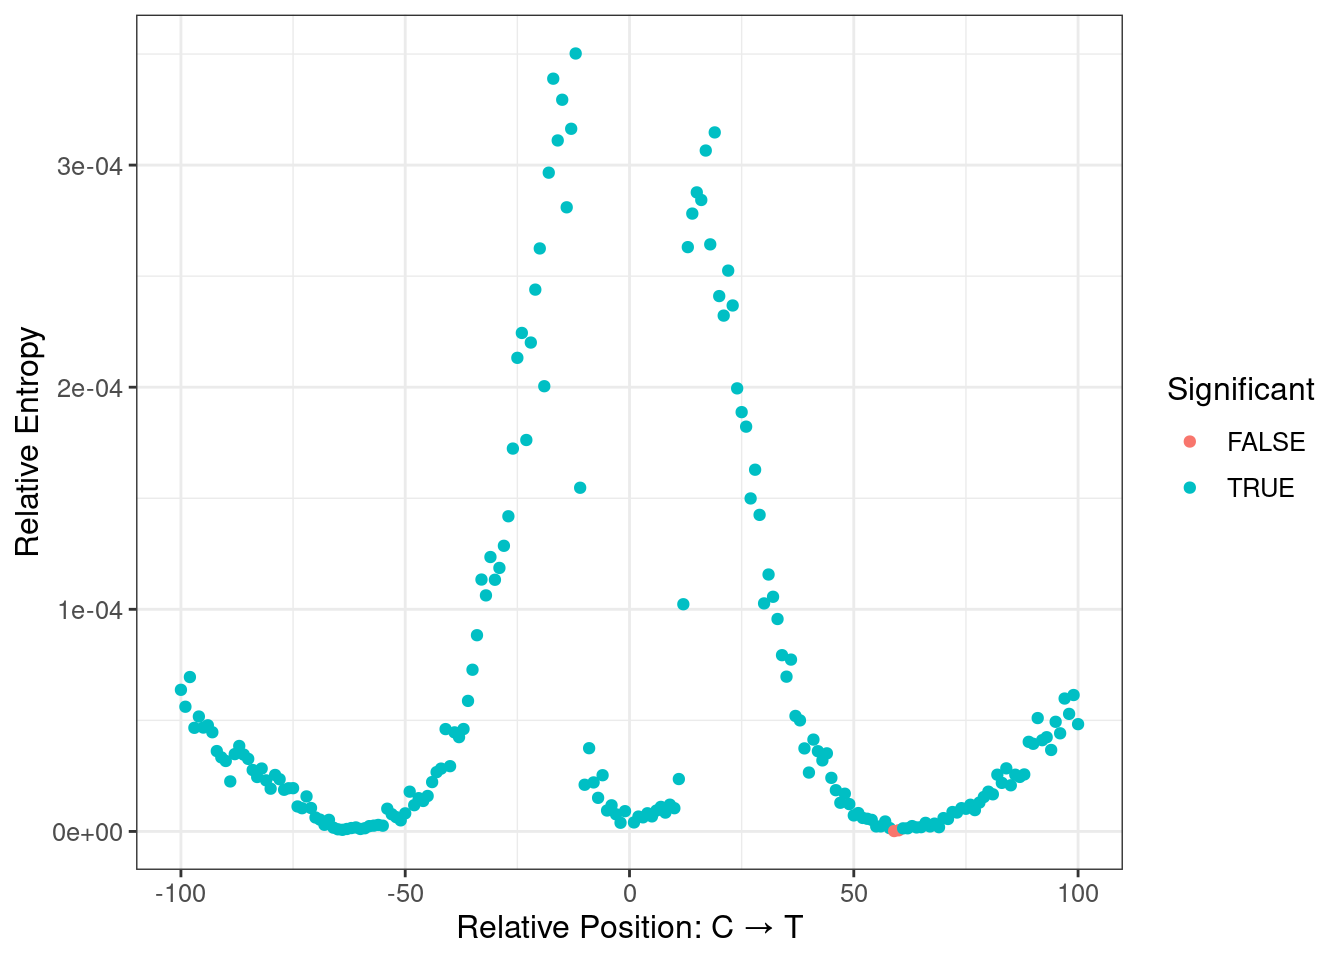 Relative Entropy
3e-04
2e-04
1e-04
0e+00
-100 -50 0 50 100
Relative Position: C → T
Significant
FALSE
TRUE